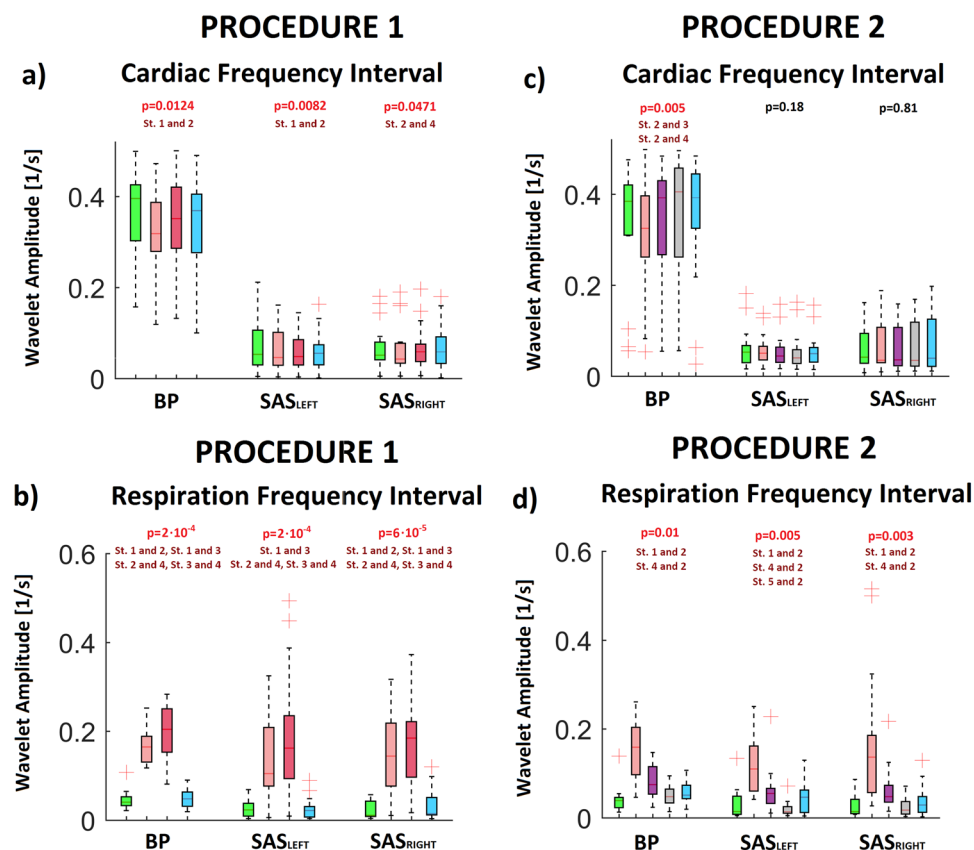 PROCEDURE 1
a)
Cardiac Frequency Interval
p=0.0124
St. 1 and 2
p=0.0082
St. 1 and 2
p=0.0471
St. 2 and 4
Wavelet Amplitude [1/s]
0.4
0.2
0
BP
SASLEFT
SASRIGHT
PROCEDURE 2
c)
Cardiac Frequency Interval
p=0.005
St. 2 and 3
St. 2 and 4
p=0.18
p=0.81
Wavelet Amplitude [1/s]
0.4
0.2
0
BP
SASLEFT
SASRIGHT
PROCEDURE 1
b)
Respiration Frequency Interval
p=2·10-4
St. 1 and 2, St. 1 and 3
St. 2 and 4, St. 3 and 4
p=2·10-4
St. 1 and 3
St. 2 and 4, St. 3 and 4
p=6·10-5
St. 1 and 2, St. 1 and 3
St. 2 and 4, St. 3 and 4
Wavelet Amplitude [1/s]
0.6
0.4
0.2
0
BP
SASLEFT
SASRIGHT
PROCEDURE 2
d)
Respiration Frequency Interval
p=0.01
St. 1 and 2
St. 4 and 2
p=0.005
St. 1 and 2
St. 4 and 2
St. 5 and 2
p=0.003
St. 1 and 2
St. 4 and 2
Wavelet Amplitude [1/s]
0.6
0.4
0.2
0
BP
SASLEFT
SASRIGHT